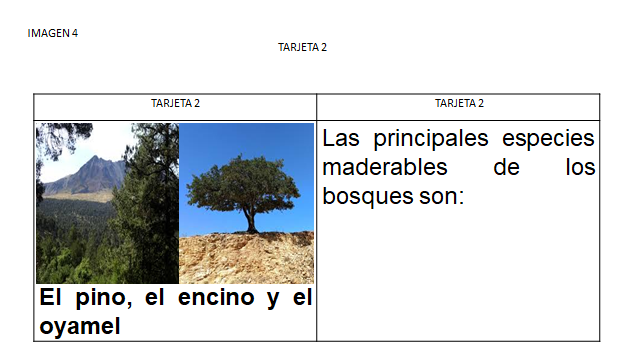 IMAGEN 4
TARJETA 2
TARJETA 2
El pino, el encino y el
oyamel
TARJETA 2
Las principales especies
maderables de los
bosques son: